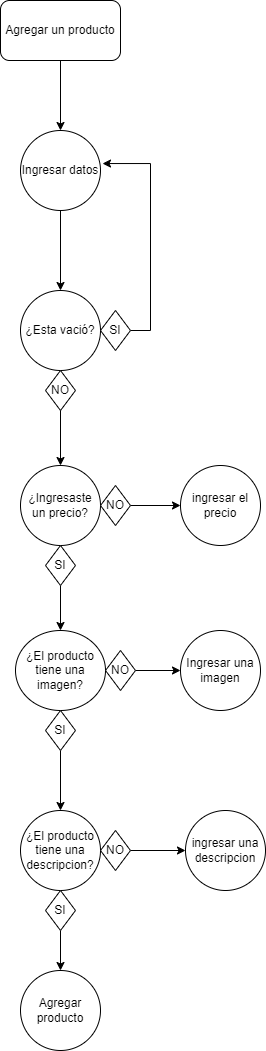 Agregar un producto
Ingresar datos
¿Esta vació?
SI
NO
¿Ingresaste
un precio?
NO
ingresar el
precio
SI
¿El producto
tiene una
imagen?
NO
Ingresar una
imagen
SI
¿El producto
tiene una
descripcion?
NO
ingresar una
descripcion
SI
Agregar
producto